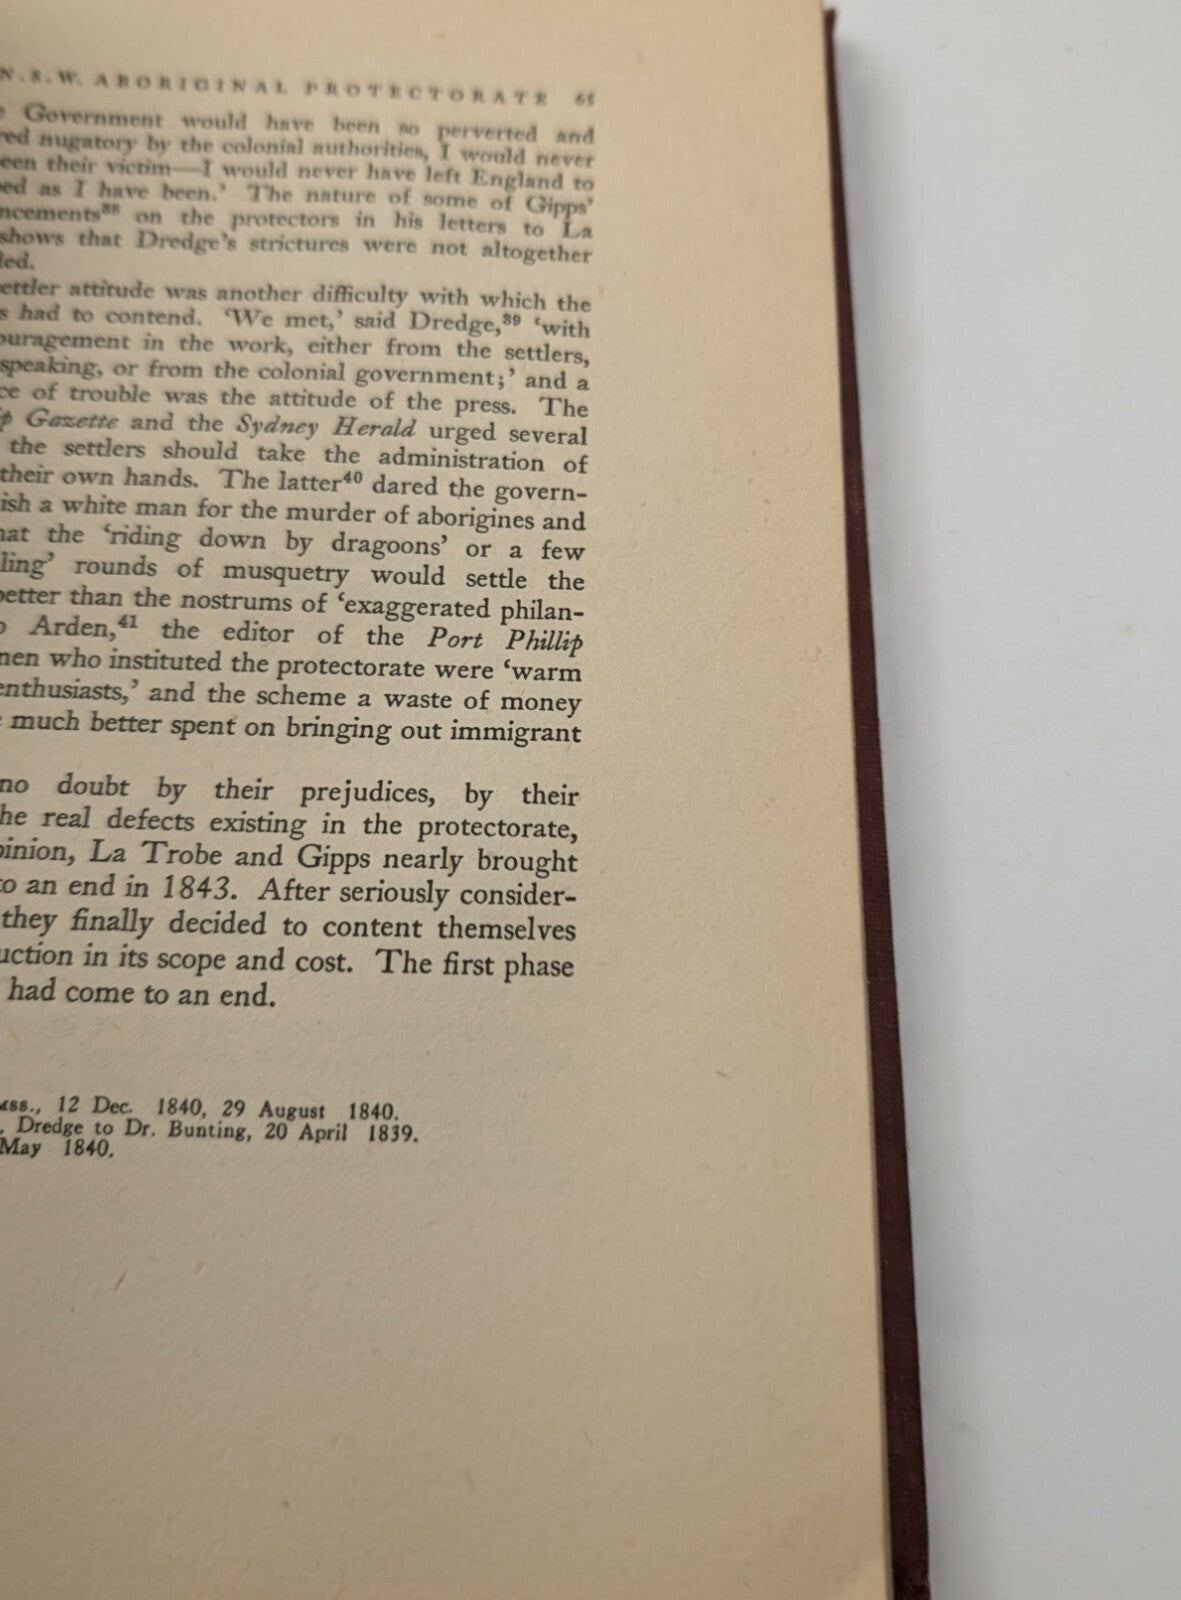 N.S.W. ABORIGINAL PROTECTORATE 65
Government would have been so perverted and
red nugatory by the colonial authorities, I would never
een their victim—I would never have left England to
ed as I have been.' The nature of some of Gipps'
ncements³⁸ on the protectors in his letters to La
shows that Dredge's strictures were not altogether
led.
ettler attitude was another difficulty with which the
s had to contend. 'We met,' said Dredge,³⁹ 'with
ouragement in the work, either from the settlers,
speaking, or from the colonial government;' and a
ce of trouble was the attitude of the press. The
p Gazette and the Sydney Herald urged several
the settlers should take the administration of
their own hands. The latter⁴⁰ dared the govern-
ish a white man for the murder of aborigines and
hat the 'riding down by dragoons' or a few
ling' rounds of musquetry would settle the
better than the nostrums of 'exaggerated philan-
o Arden,⁴¹ the editor of the Port Phillip
men who instituted the protectorate were 'warm
enthusiasts,' and the scheme a waste of money
much better spent on bringing out immigrant
no doubt by their prejudices, by their
he real defects existing in the protectorate,
pinion, La Trobe and Gipps nearly brought
to an end in 1843. After seriously consider-
they finally decided to content themselves
uction in its scope and cost. The first phase
had come to an end.
ss., 12 Dec. 1840, 29 August 1840.
, Dredge to Dr. Bunting, 20 April 1839.
May 1840.